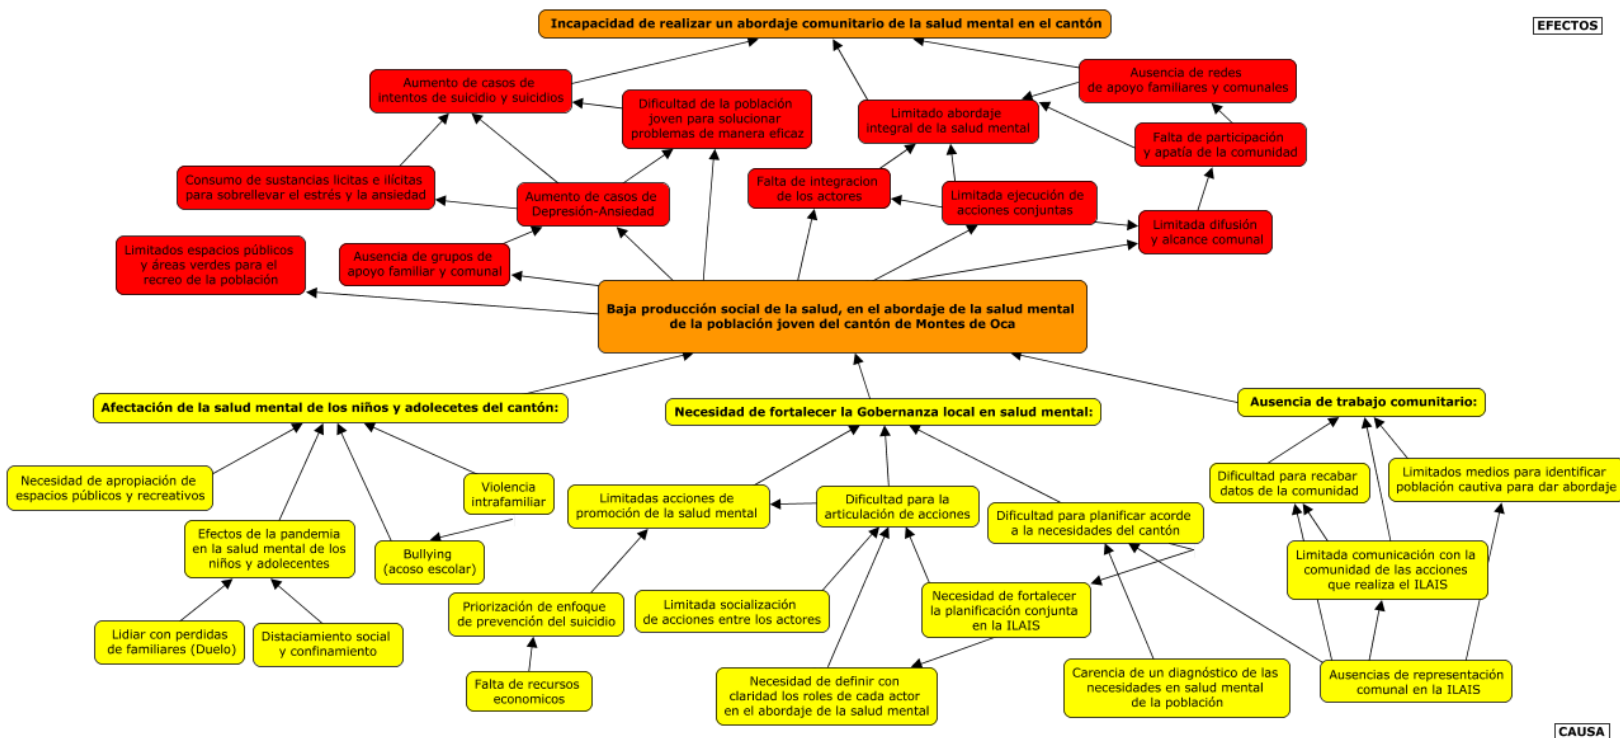 Incapacidad de realizar un abordaje comunitario de la salud mental en el cantón
EFECTOS
Aumento de casos de
intentos de suicidio y suicidios
Dificultad de la población
joven para solucionar
problemas de manera eficaz
Limitado abordaje
integral de la salud mental
Ausencia de redes
de apoyo familiares y comunales
Falta de participación
y apatía de la comunidad
Consumo de sustancias licitas e ilícitas
para sobrellevar el estrés y la ansiedad
Aumento de casos de
Depresión-Ansiedad
Falta de integracion
de los actores
Limitada ejecución de
acciones conjuntas
Limitada difusión
y alcance comunal
Limitados espacios públicos
y áreas verdes para el
recreo de la población
Ausencia de grupos de
apoyo familiar y comunal
Baja producción social de la salud, en el abordaje de la salud mental
de la población joven del cantón de Montes de Oca
Afectación de la salud mental de los niños y adolecetes del cantón:
Necesidad de fortalecer la Gobernanza local en salud mental:
Ausencia de trabajo comunitario:
Necesidad de apropiación de
espacios públicos y recreativos
Violencia
intrafamiliar
Limitadas acciones de
promoción de la salud mental
Dificultad para la
articulación de acciones
Dificultad para planificar acorde
a la necesidades del cantón
Dificultad para recabar
datos de la comunidad
Limitados medios para identificar
población cautiva para dar abordaje
Efectos de la pandemia
en la salud mental de los
niños y adolecentes
Bullying
(acoso escolar)
Limitada comunicación con la
comunidad de las acciones
que realiza el ILAIS
Priorización de enfoque
de prevención del suicidio
Limitada socialización
de acciones entre los actores
Necesidad de fortalecer
la planificación conjunta
en la ILAIS
Lidiar con perdidas
de familiares (Duelo)
Distaciamiento social
y confinamiento
Falta de recursos
economicos
Necesidad de definir con
claridad los roles de cada actor
en el abordaje de la salud mental
Carencia de un diagnóstico de las
necesidades en salud mental
de la población
Ausencias de representación
comunal en la ILAIS
CAUSA